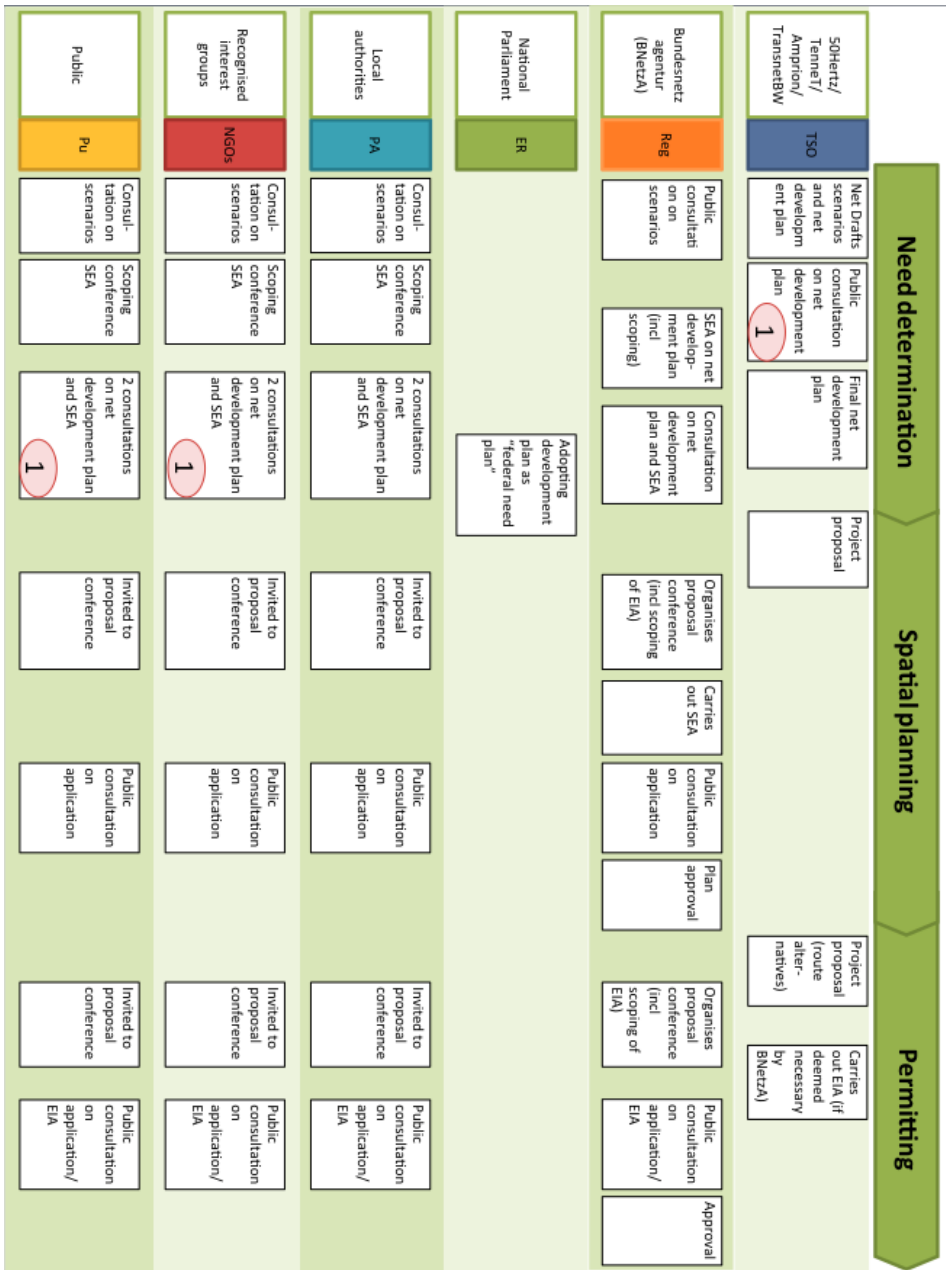 Need determination
Spatial planning
Permitting
50Hertz/
TenneT/
Amprion/
TransnetBW
TSO
Net Drafts
scenarios
and net
developm
ent plan
Public
consultation
on net
development
plan
1
Final net
development
plan
Project
proposal
Project
proposal
(route
alter-
natives)
Carries
out EIA (if
deemed
necessary
by
BNetzA)
Bundesnetz
agentur
(BNetzA)
Reg
Public
consultati
on on
scenarios
SEA on net
develop-
ment plan
(incl
scoping)
Consultation
on net
development
plan and SEA
Organises
proposal
conference
(incl scoping
of EIA)
Carries
out SEA
Public
consultation
on
application
Plan
approval
Organises
proposal
conference
(incl
scoping of
EIA)
Public
consultation
on
application/
EIA
Approval
National
Parliament
ER
Adopting
development
plan as
“federal need
plan”
Local
authorities
PA
Consul-
tation on
scenarios
Scoping
conference
SEA
2 consultations
on net
development plan
and SEA
Invited to
proposal
conference
Public
consultation
on
application
Invited to
proposal
conference
Public
consultation
on
application/
EIA
Recognised
interest
groups
NGOs
Consul-
tation on
scenarios
Scoping
conference
SEA
2 consultations
on net
development plan
and SEA
1
Invited to
proposal
conference
Public
consultation
on
application
Invited to
proposal
conference
Public
consultation
on
application/
EIA
Public
Pu
Consul-
tation on
scenarios
Scoping
conference
SEA
2 consultations
on net
development plan
and SEA
1
Invited to
proposal
conference
Public
consultation
on
application
Invited to
proposal
conference
Public
consultation
on
application/
EIA